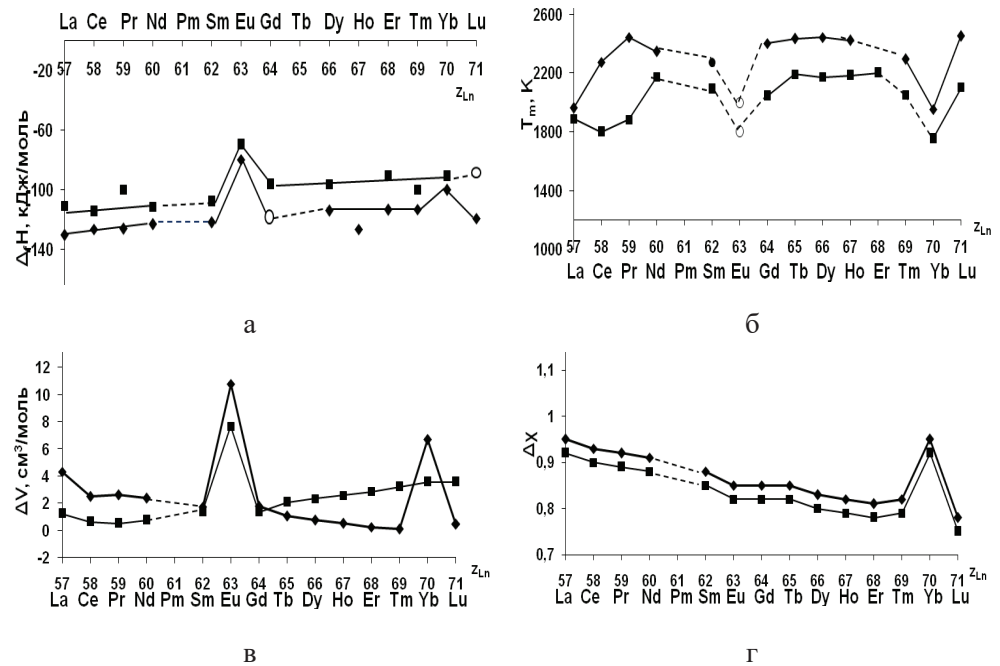 La Ce Pr Nd Pm Sm Eu Gd Tb Dy Ho Er Tm Yb Lu
-20
57 58 59 60 61 62 63 64 65 66 67 68 69 70 71
zLn
-60
-100
-140
ΔfH, кДж/моль
а
2600
2200
1800
1400
1000
Tm, K
zLn
57 58 59 60 61 62 63 64 65 66 67 68 69 70 71
La Ce Pr Nd Pm Sm Eu Gd Tb Dy Ho Er Tm Yb Lu
б
12
10
8
6
4
2
0
-2
ΔV, см³/моль
zLn
57 58 59 60 61 62 63 64 65 66 67 68 69 70 71
La Ce Pr Nd Pm Sm Eu Gd Tb Dy Ho Er Tm Yb Lu
в
1,1
1
0,9
0,8
0,7
ΔX
zLn
57 58 59 60 61 62 63 64 65 66 67 68 69 70 71
La Ce Pr Nd Pm Sm Eu Gd Tb Dy Ho Er Tm Yb Lu
г